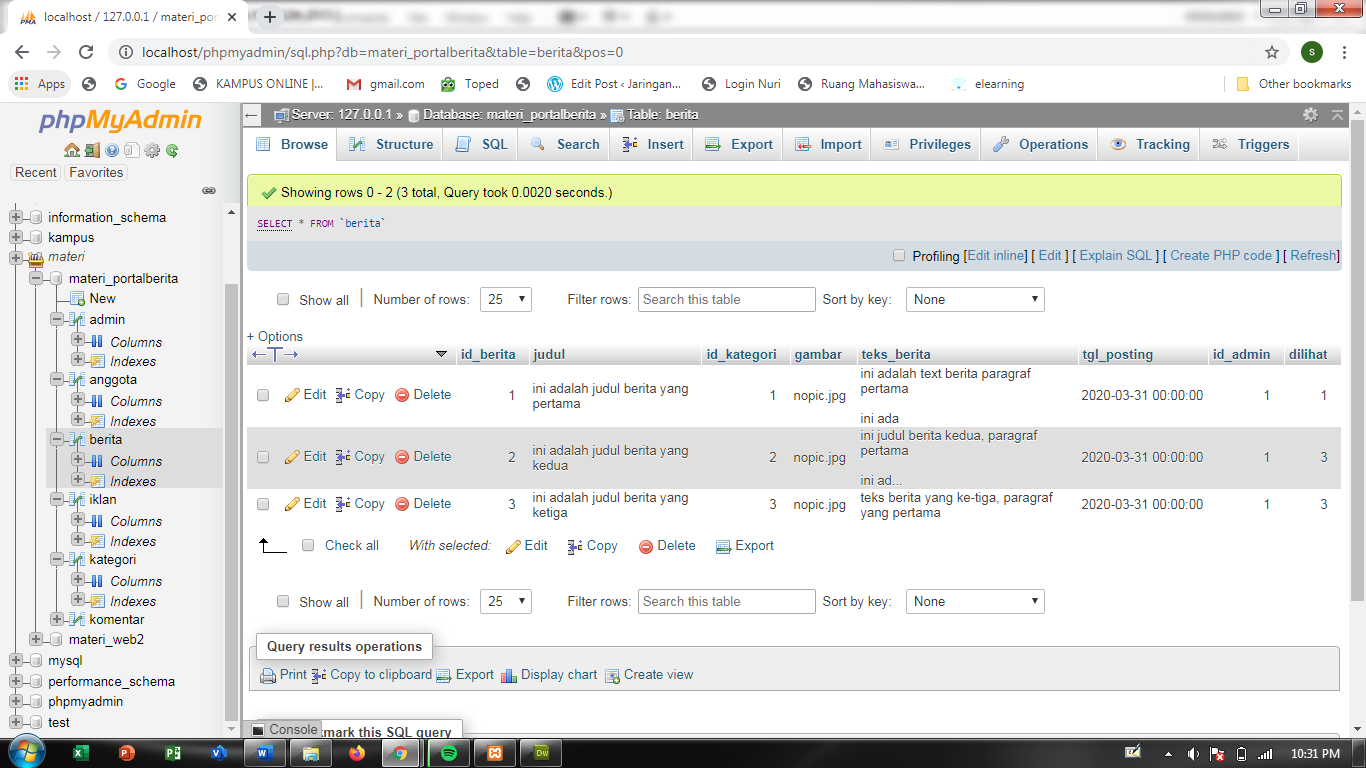 localhost / 127.0.0.1 / materi_por
localhost/phpmyadmin/sql.php?db=materi_portalberita&table=berita&pos=0
S
Apps
Google
KAMPUS ONLINE |...
gmail.com
Toped
Edit Post ‹ Jaringan...
Login Nuri
Ruang Mahasiswa...
elearning
Other bookmarks
phpMyAdmin
Recent
Favorites
information_schema
kampus
materi
materi_portalberita
New
admin
Columns
Indexes
anggota
Columns
Indexes
berita
Columns
Indexes
iklan
Columns
Indexes
kategori
Columns
Indexes
komentar
materi_web2
mysql
performance_schema
phpmyadmin
test
Server: 127.0.0.1 » Database: materi_portalberita » Table: berita
Browse Structure SQL Search Insert Export Import Privileges Operations Tracking Triggers
Showing rows 0 - 2 (3 total, Query took 0.0020 seconds.)
SELECT * FROM `berita`
Profiling [Edit inline] [ Edit ] [ Explain SQL ] [ Create PHP code ] [ Refresh]
Show all | Number of rows: 25 Filter rows: Search this table Sort by key: None
+ Options
←T→ id_berita judul id_kategori gambar teks_berita tgl_posting id_admin dilihat
Edit Copy Delete 1 ini adalah judul berita yang pertama 1 nopic.jpg ini adalah text berita paragraf pertama
ini ada
2020-03-31 00:00:00 1 1
Edit Copy Delete 2 ini adalah judul berita yang kedua 2 nopic.jpg ini judul berita kedua, paragraf pertama
ini ad...
2020-03-31 00:00:00 1 3
Edit Copy Delete 3 ini adalah judul berita yang ketiga 3 nopic.jpg teks berita yang ke-tiga, paragraf yang pertama 2020-03-31 00:00:00 1 3
Check all With selected: Edit Copy Delete Export
Show all | Number of rows: 25 Filter rows: Search this table Sort by key: None
Query results operations
Print Copy to clipboard Export Display chart Create view
Console
mark this SQL query
10:31 PM